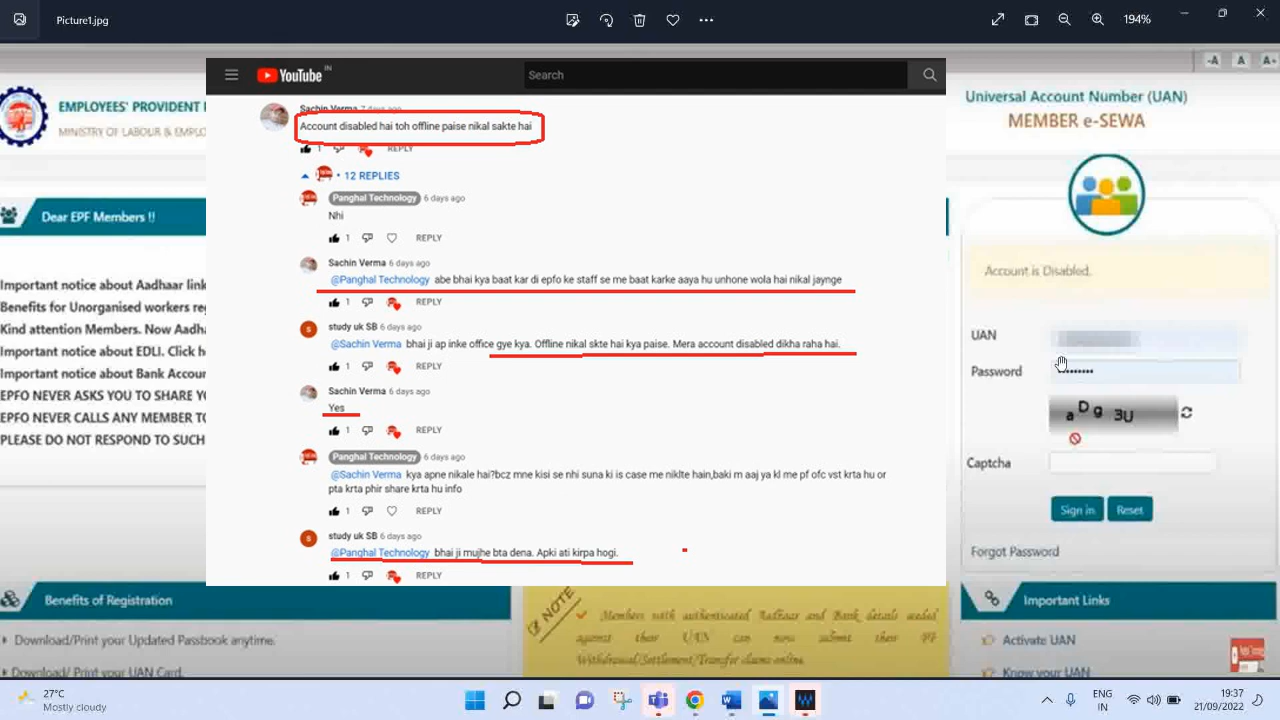 94%
YouTube IN
Search
-A A A+
EMPLOYEES' PROVIDENT
MINISTRY OF LABOUR & EMPLO
Universal Account Number (UAN)
MEMBER e-SEWA
Sachin Verma 7 days ago
Account disabled hai toh offline paise nikal sakte hai
1 REPLY
12 REPLIES
Panghal Technology 6 days ago
Nhi
1 REPLY
Sachin Verma 6 days ago
@Panghal Technology abe bhai kya baat kar di epfo ke staff se me baat karke aaya hu unhone wola hai nikal jaynge
1 REPLY
study uk SB 6 days ago
@Sachin Verma bhai ji ap inke office gye kya. Offline nikal skte hai kya paise. Mera account disabled dikha raha hai.
1 REPLY
Sachin Verma 6 days ago
Yes
1 REPLY
Panghal Technology 6 days ago
@Sachin Verma kya apne nikale hai?bcz mne kisi se nhi suna ki is case me niklte hain,baki m aaj ya kl me pf ofc vst krta hu or
pta krta phir share krta hu info
1 REPLY
S study uk SB 6 days ago
@Panghal Technology bhai ji mujhe bta dena. Apki ati kirpa hogi.
1 REPLY
Dear EPF Members !!
Important notice about Aadhaar link
Benefits for Unorganised workers re
Kind attention Members. Now Aadh
Important notice about EDLI. Click he
Important notice about Bank Accour
EPFO NEVER ASKS YOU TO SHARE YO
EPFO NEVER CALLS ANY MEMBER TO
PLEASE DO NOT RESPOND TO SUCH
Account is Disabled.
UAN
Password
aDg3U
Captcha
Sign in Reset
Forgot Password
Benefits of Registration
Download/Print your Updated Passbook anytime.
Download/Print your UAN Card.
NOTE
Members with authenticated Aadhaar and Bank details seeded
against their UAN can now submit their PF
Withdrawal/Settlement/Transfer claims online.
Important Links
Activate UAN
Know your UAN
27°C
Mostly cloudy
ENG
IN
19:27
21/09/2022